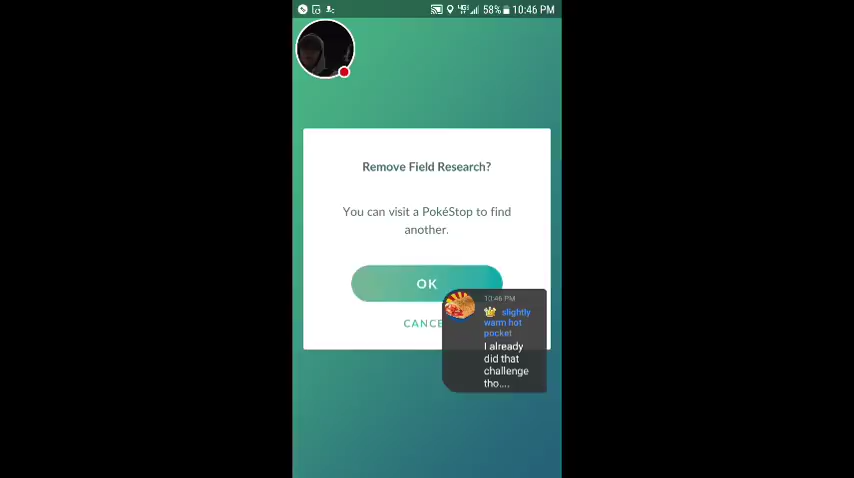 58% 10:46 PM
Remove Field Research?
You can visit a PokéStop to find
another.
OK
CANCE
10:46 PM
slightly
warm hot
pocket
I already
did that
challenge
tho....